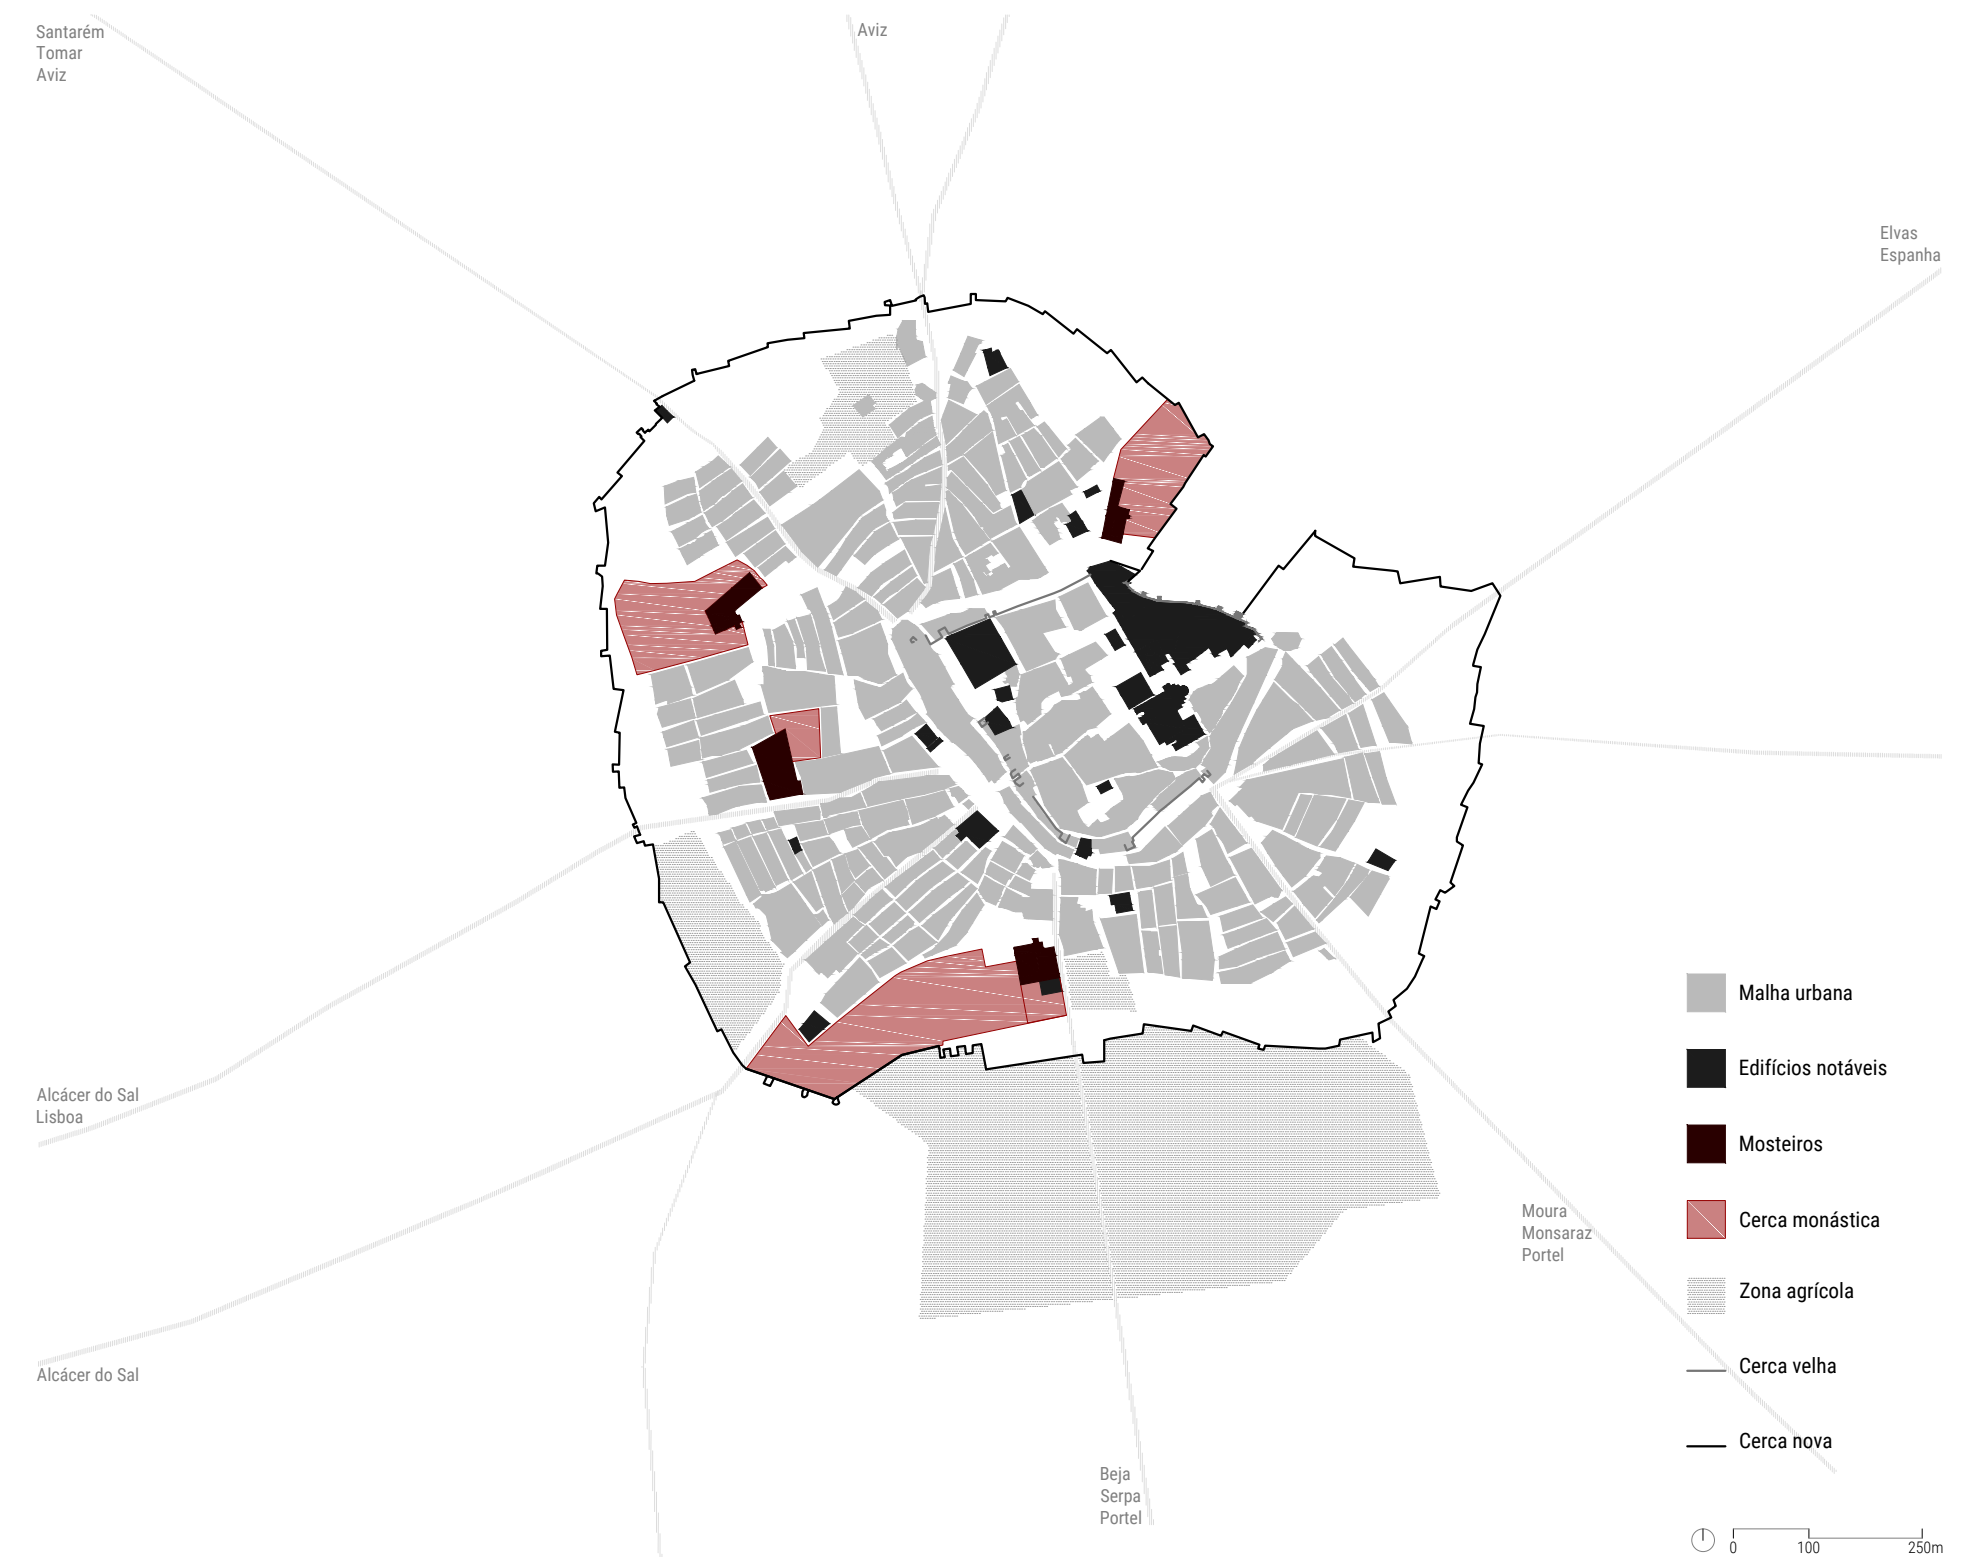 Santarém
Tomar
Aviz
Aviz
Elvas
Espanha
Malha urbana
Edifícios notáveis
Mosteiros
Cerca monástica
Zona agrícola
Cerca velha
Cerca nova
Alcácer do Sal
Lisboa
Moura
Monsaraz
Portel
Alcácer do Sal
Beja
Serpa
Portel
0 100 250m